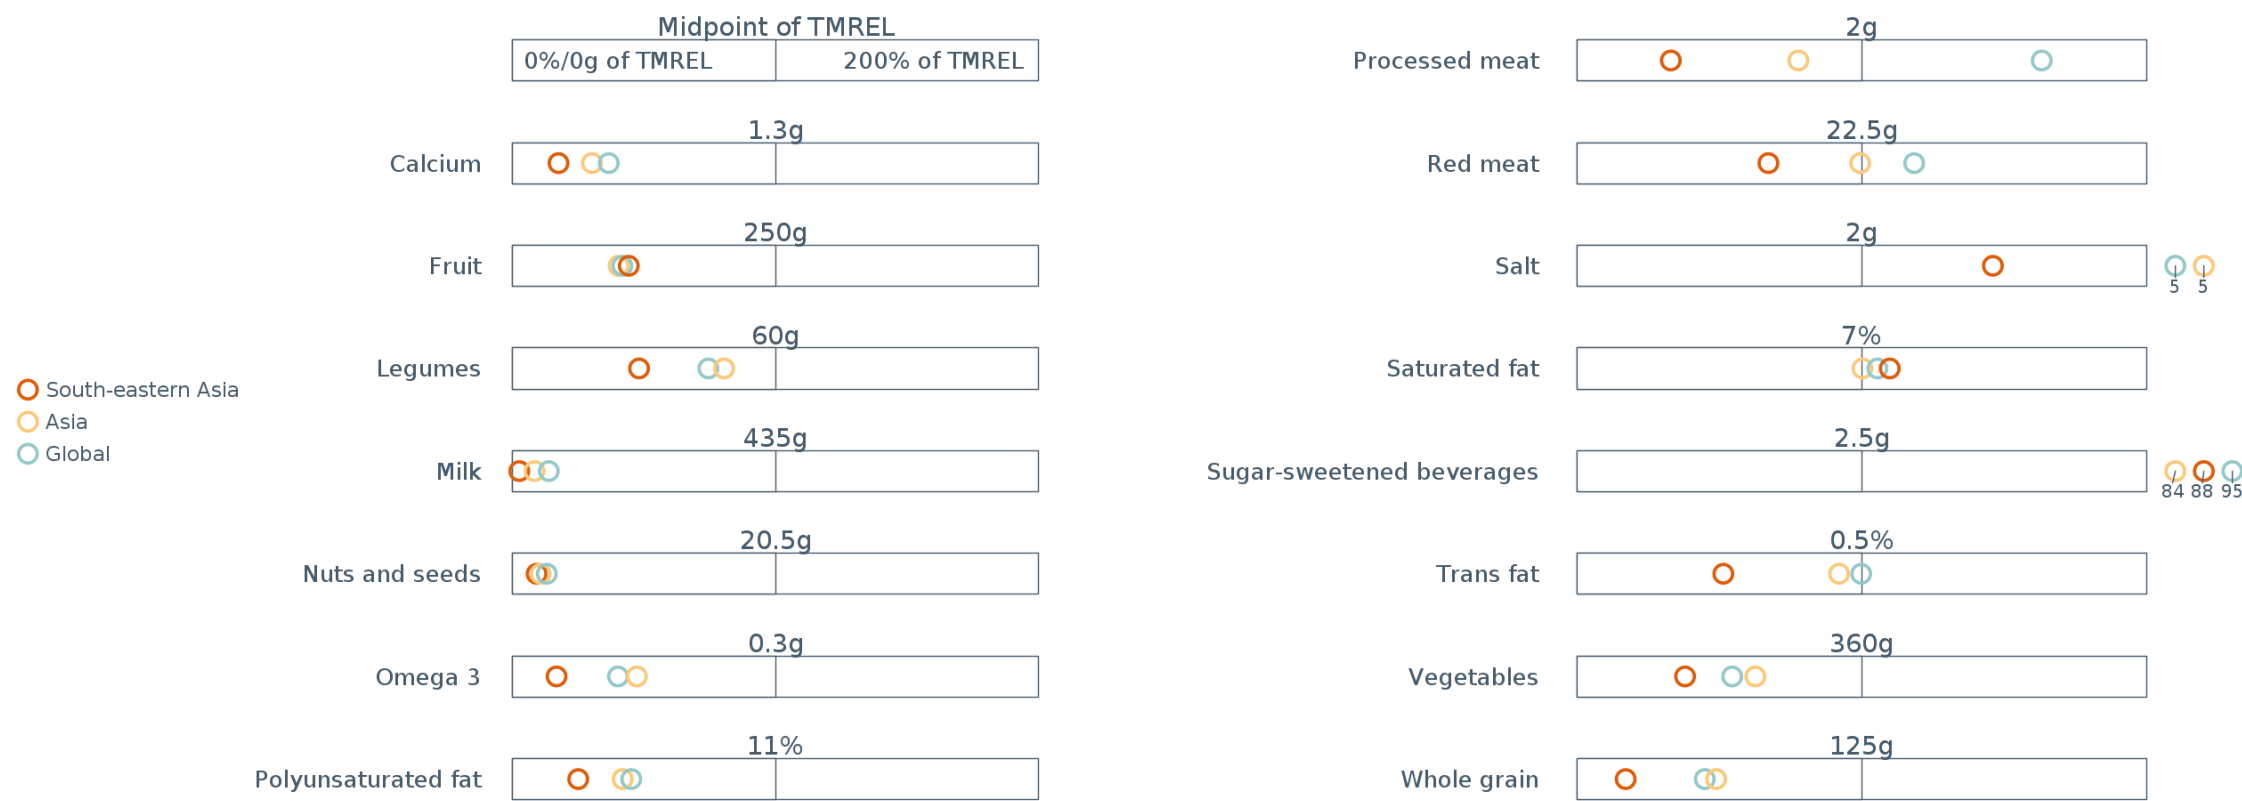 Midpoint of TMREL
0%/0g of TMREL
200% of TMREL
1.3g
Calcium
250g
Fruit
60g
Legumes
435g
Milk
20.5g
Nuts and seeds
0.3g
Omega 3
11%
Polyunsaturated fat
South-eastern Asia
Asia
Global
2g
Processed meat
22.5g
Red meat
2g
Salt
5 5
7%
Saturated fat
2.5g
Sugar-sweetened beverages
84 88 95
0.5%
Trans fat
360g
Vegetables
125g
Whole grain